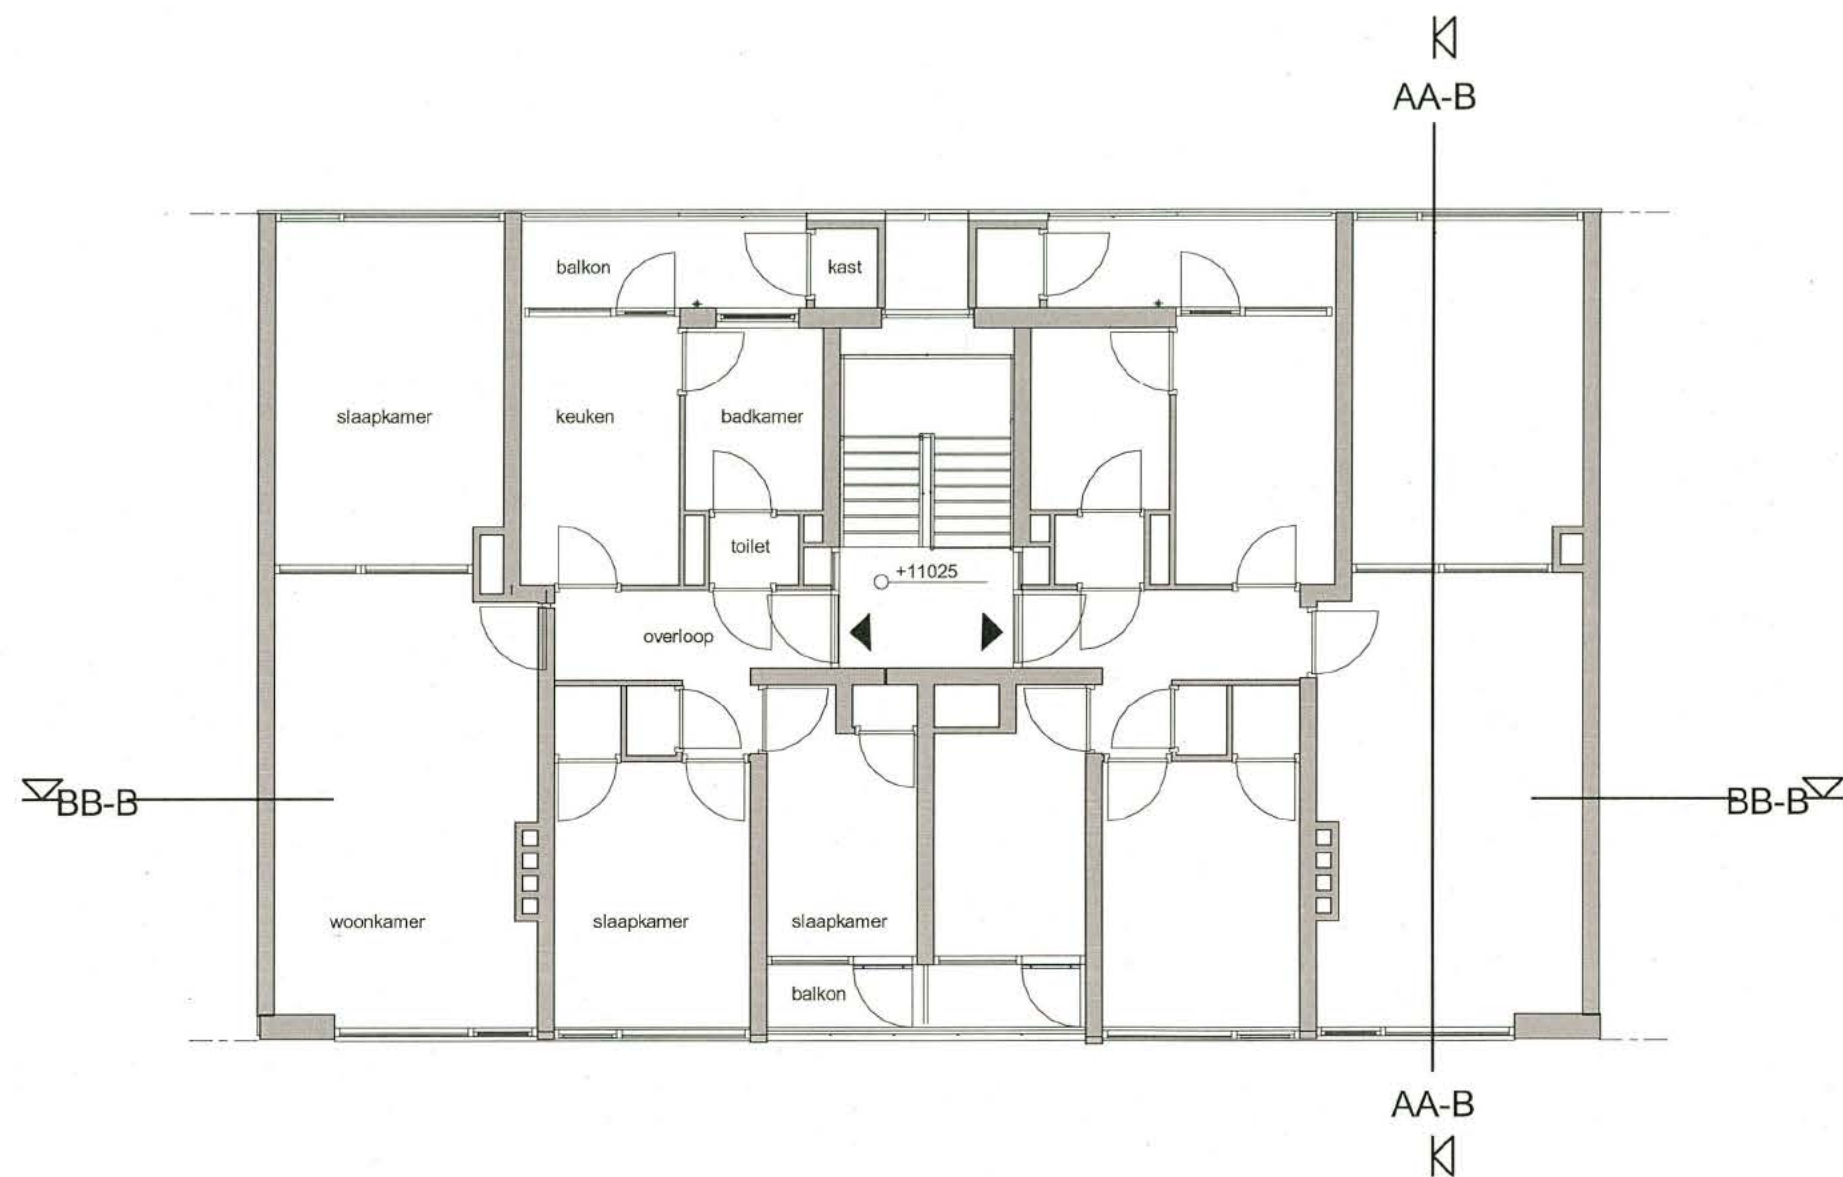 AA-B
balkon
kast
slaapkamer
keuken
badkamer
toilet
+11025
overloop
BB-B
BB-B
woonkamer
slaapkamer
slaapkamer
balkon
AA-B